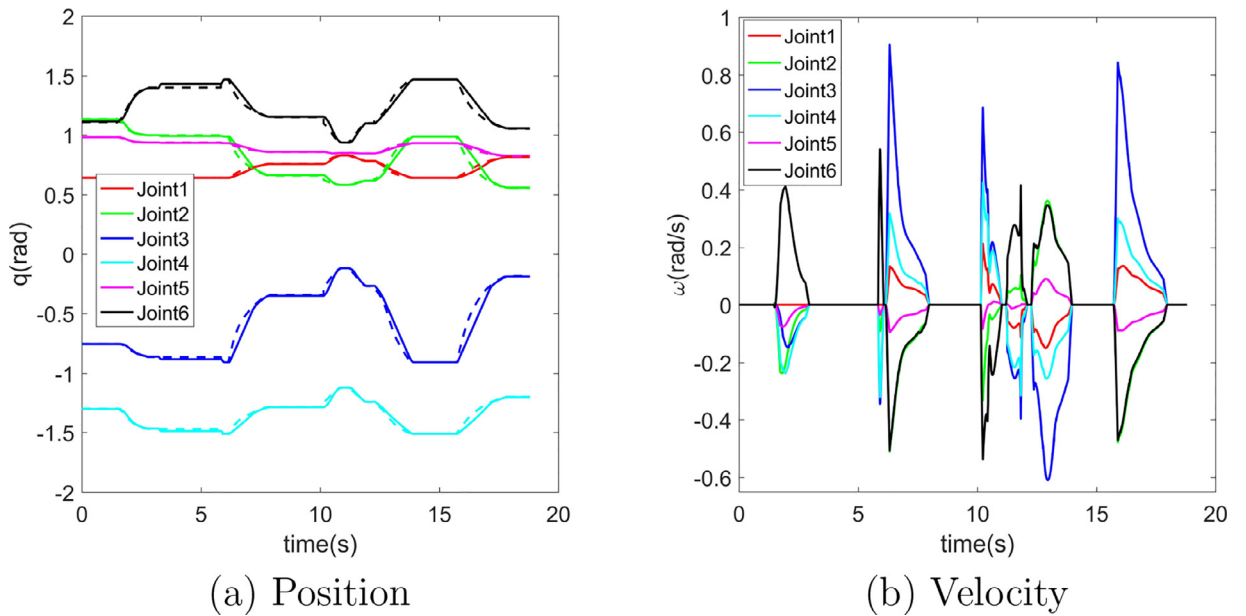 2
1.5
1
0.5
0
-0.5
-1
-1.5
-2
q(rad)
Joint1
Joint2
Joint3
Joint4
Joint5
Joint6
0
5
10
15
20
time(s)
(a) Position
1
0.8
0.6
0.4
0.2
0
-0.2
-0.4
-0.6
ω(rad/s)
Joint1
Joint2
Joint3
Joint4
Joint5
Joint6
0
5
10
15
20
time(s)
(b) Velocity